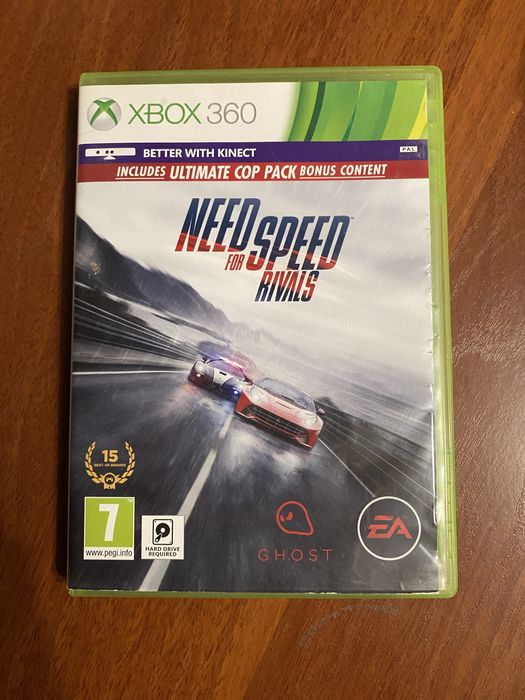 XBOX 360
BETTER WITH KINECT
PAL
INCLUDES ULTIMATE COP PACK BONUS CONTENT
NEED
FOR
SPEED™
RIVALS
15
BEST-OF AWARDS
7
www.pegi.info
HARD DRIVE
REQUIRED
GHOST
EA